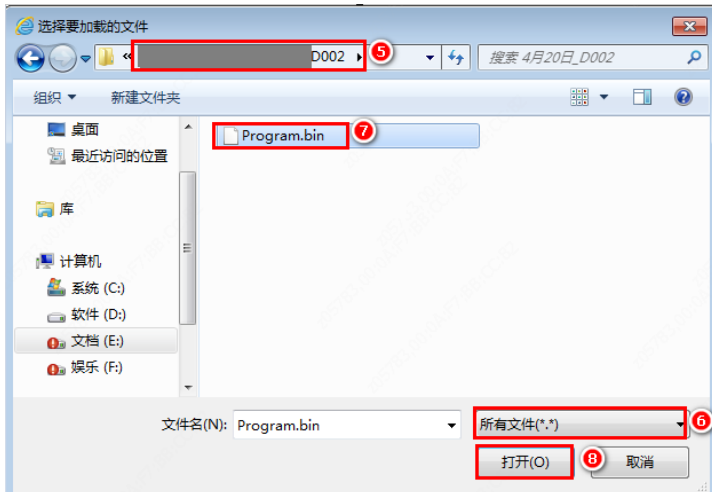 选择要加载的文件
« D002 ▸ 5 搜索 4月20日_D002
组织 ▼ 新建文件夹
桌面
最近访问的位置
库
计算机
系统 (C:)
软件 (D:)
文档 (E:)
娱乐 (F:)
Program.bin 7
文件名(N): Program.bin 所有文件(*.*) 6
打开(O) 8 取消